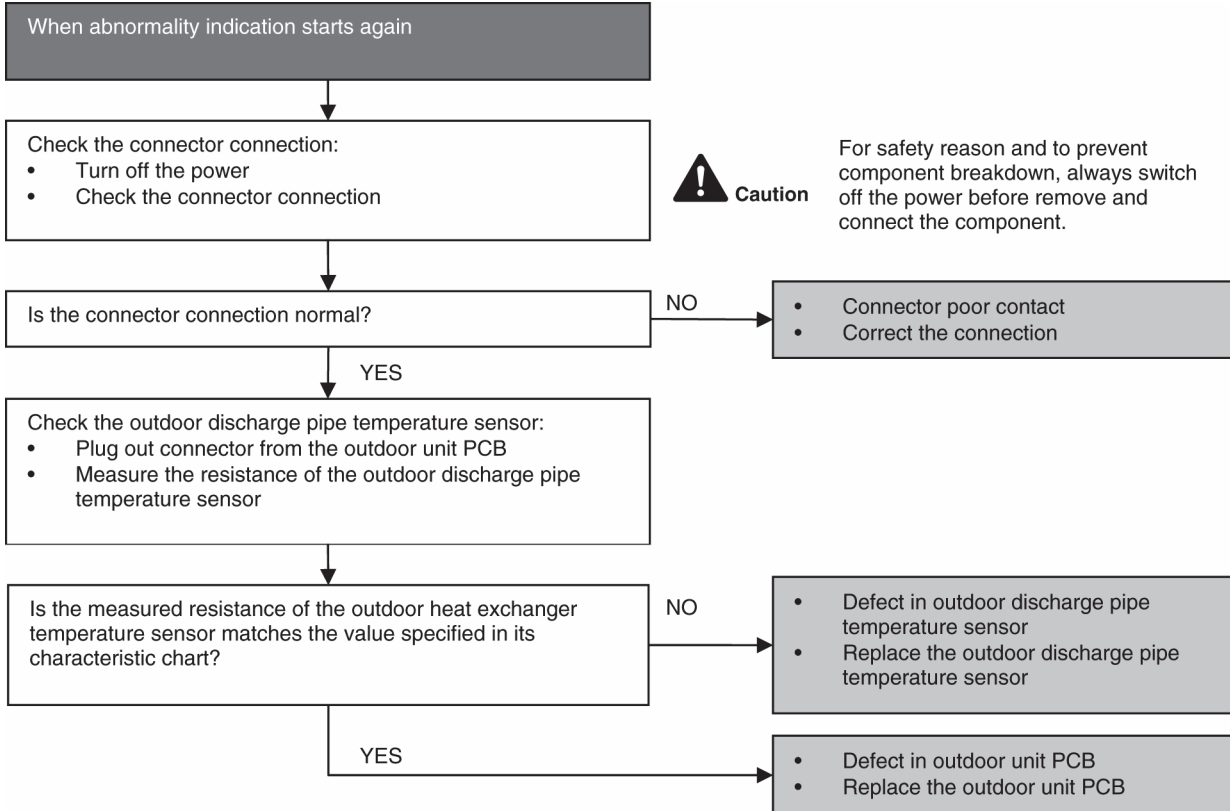 When abnormality indication starts again
Check the connector connection:
• Turn off the power
• Check the connector connection
Caution
For safety reason and to prevent
component breakdown, always switch
off the power before remove and
connect the component.
Is the connector connection normal?
NO
• Connector poor contact
• Correct the connection
YES
Check the outdoor discharge pipe temperature sensor:
• Plug out connector from the outdoor unit PCB
• Measure the resistance of the outdoor discharge pipe
temperature sensor
Is the measured resistance of the outdoor heat exchanger
temperature sensor matches the value specified in its
characteristic chart?
NO
• Defect in outdoor discharge pipe
temperature sensor
• Replace the outdoor discharge pipe
temperature sensor
YES
• Defect in outdoor unit PCB
• Replace the outdoor unit PCB